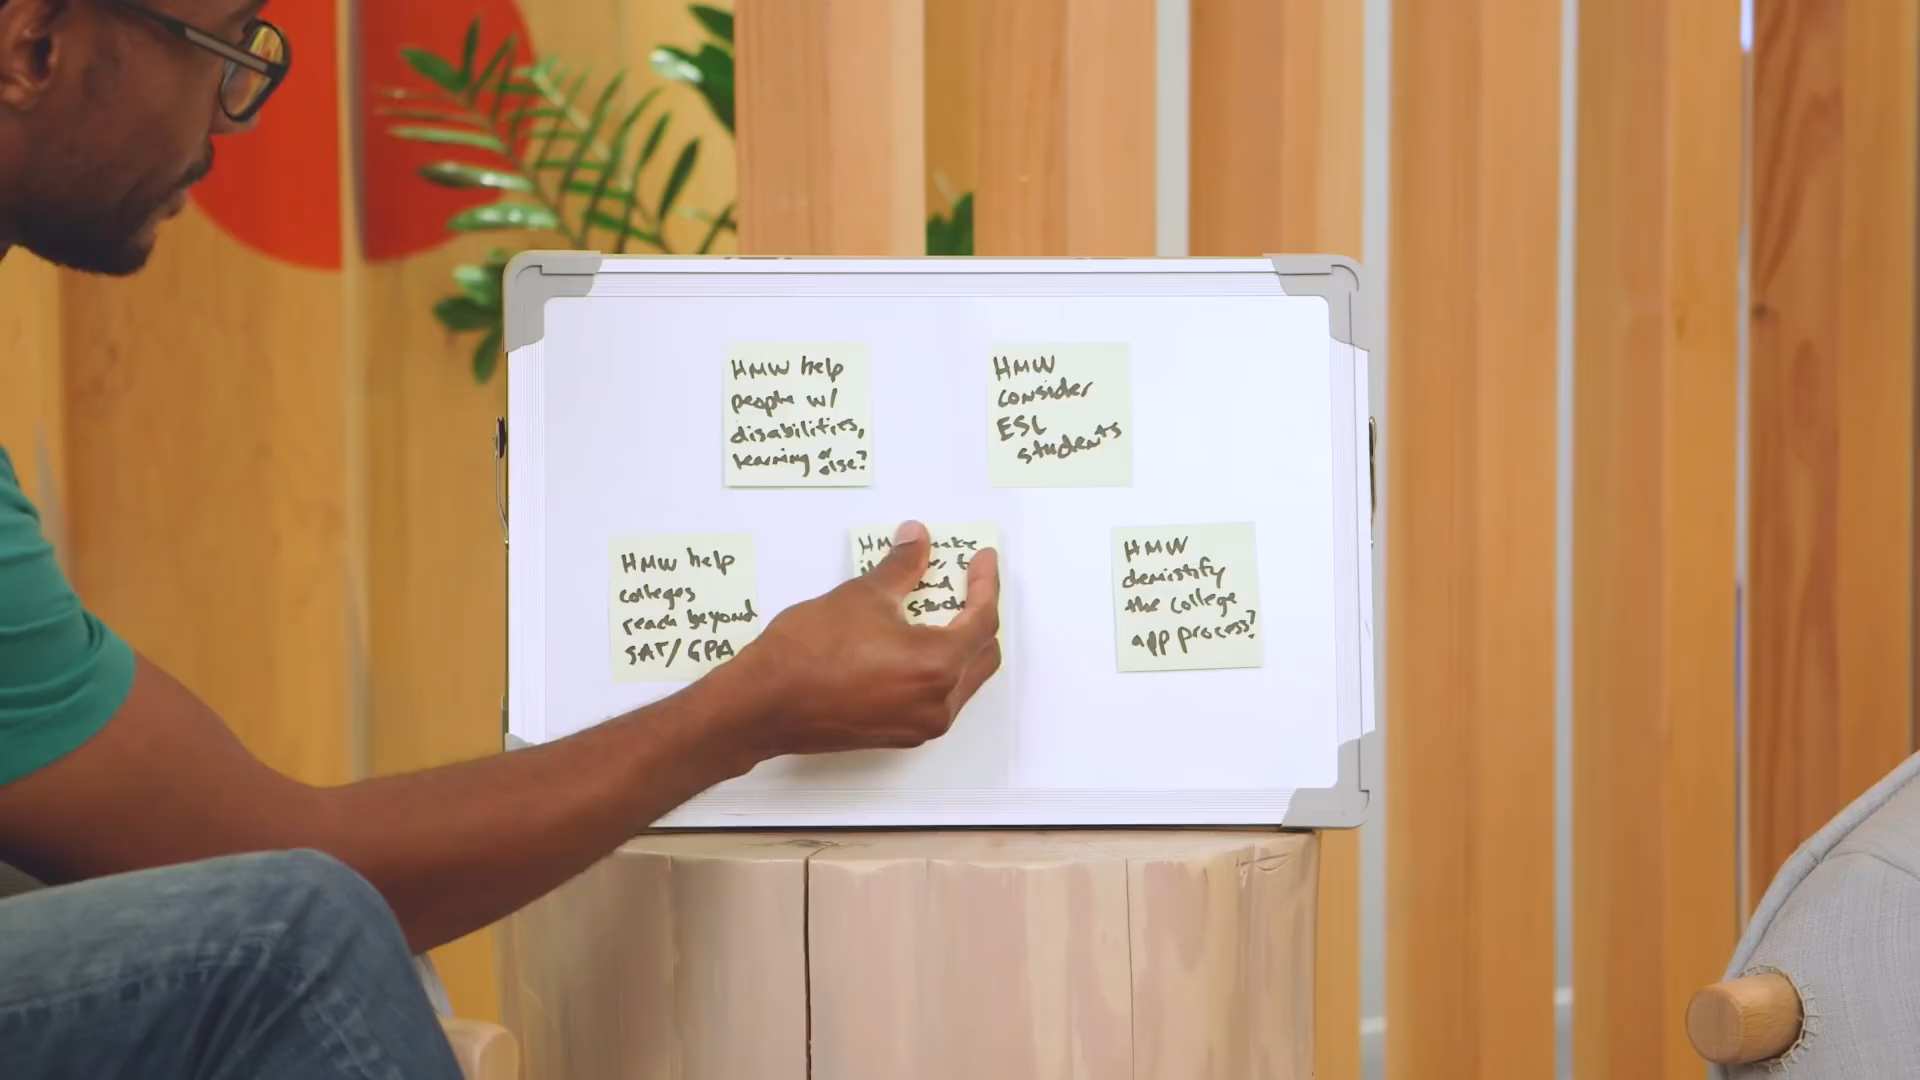 HMW help
people w/
disabilities,
learning or
else?
HMW
consider
ESL
students
HMW help
colleges
reach beyond
SAT/GPA
HMW
demistify
the college
app process?